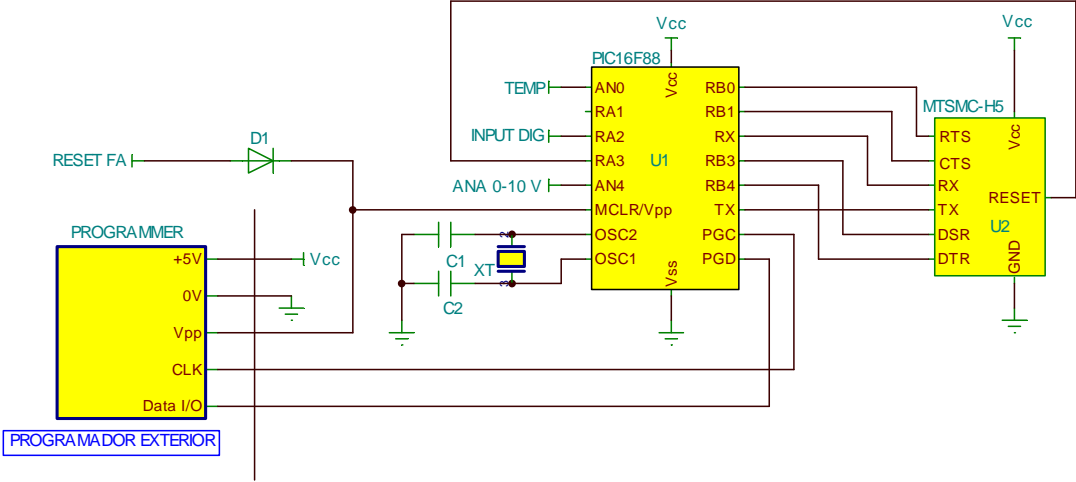 Vcc
Vcc
PIC16F88
MTSMC-H5
TEMP
AN0
Vcc
RB0
RA1
RB1
INPUT DIG
RA2
RX
RTS
Vcc
D1
RESET FA
RA3
U1
RB3
CTS
ANA 0-10 V
AN4
RB4
RX
RESET
MCLR/Vpp
TX
TX
U2
PROGRAMMER
OSC2
PGC
DSR
+5V
Vcc
C1
2
XT
OSC1
PGD
DTR
GND
3
0V
C2
Vss
Vpp
CLK
Data I/O
PROGRAMADOR EXTERIOR